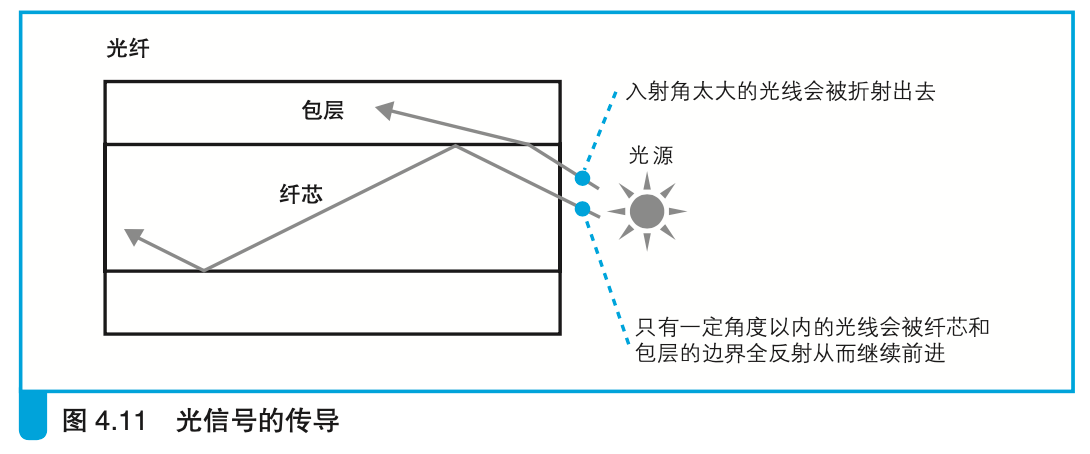 光纤
包层
入射角太大的光线会被折射出去
光源
纤芯
只有一定角度以内的光线会被纤芯和
包层的边界全反射从而继续前进
图 4.11 光信号的传导